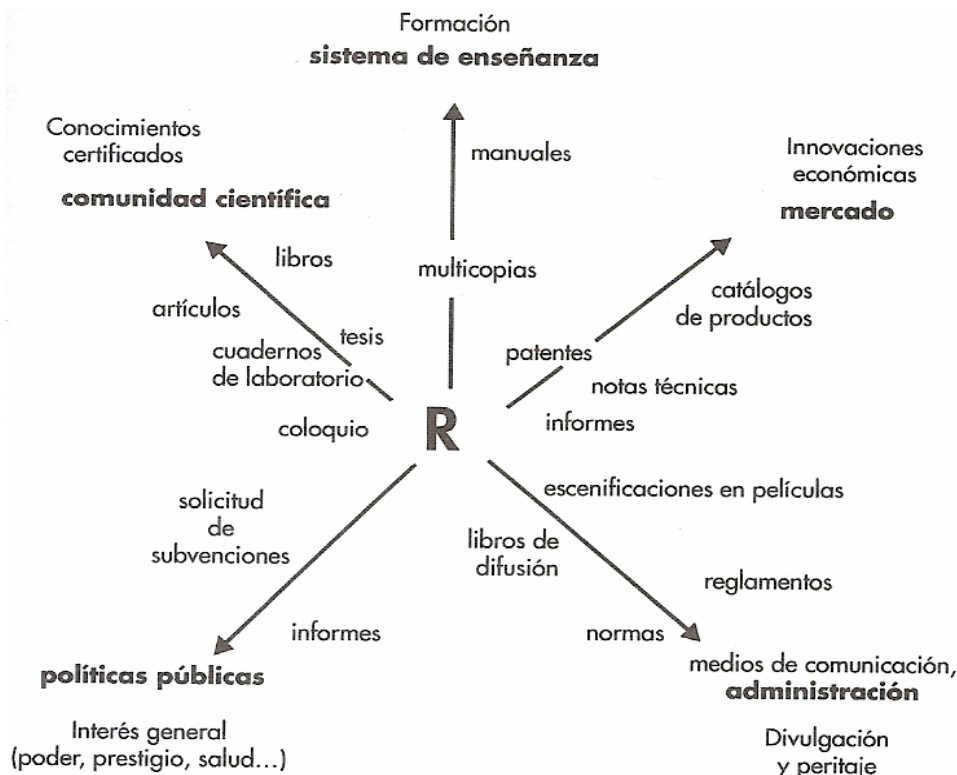 Formación
sistema de enseñanza
Conocimientos
certificados
comunidad científica
manuales
Innovaciones
económicas
mercado
libros
multicopias
artículos
catálogos
de productos
tesis
cuadernos
de laboratorio
patentes
notas técnicas
coloquio
R
informes
solicitud
de
subvenciones
escenificaciones en películas
libros de
difusión
reglamentos
informes
normas
políticas públicas
medios de comunicación,
administración
Interés general
(poder, prestigio, salud...)
Divulgación
y peritaje